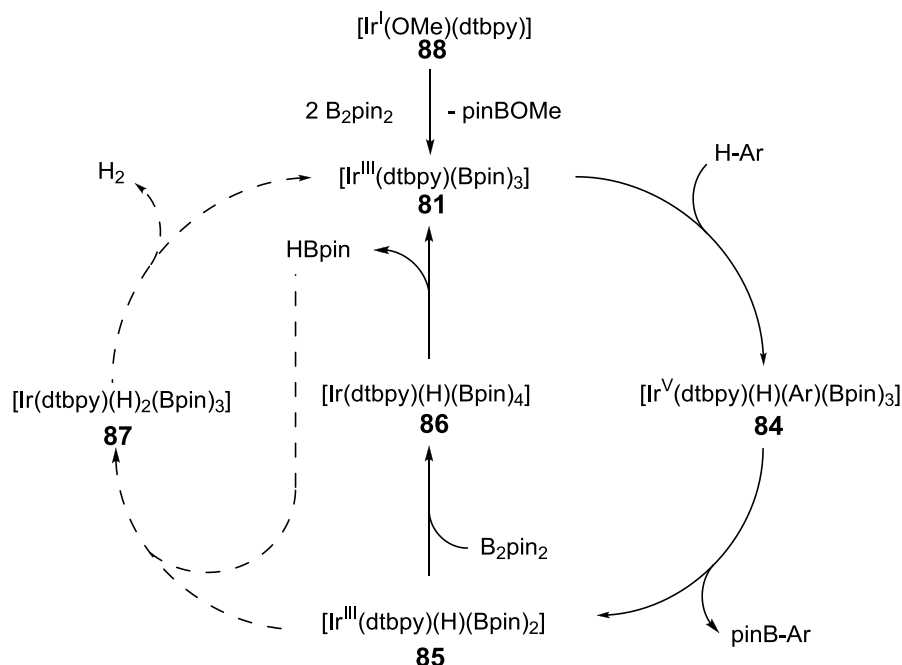 [Ir^I(OMe)(dtbpy)]
88
2 B₂pin₂ - pinBOMe
H₂
H-Ar
[Ir^III(dtbpy)(Bpin)₃]
81
HBpin
[Ir(dtbpy)(H)₂(Bpin)₃]
87
[Ir(dtbpy)(H)(Bpin)₄]
86
[Ir^V(dtbpy)(H)(Ar)(Bpin)₃]
84
B₂pin₂
[Ir^III(dtbpy)(H)(Bpin)₂]
85
pinB-Ar